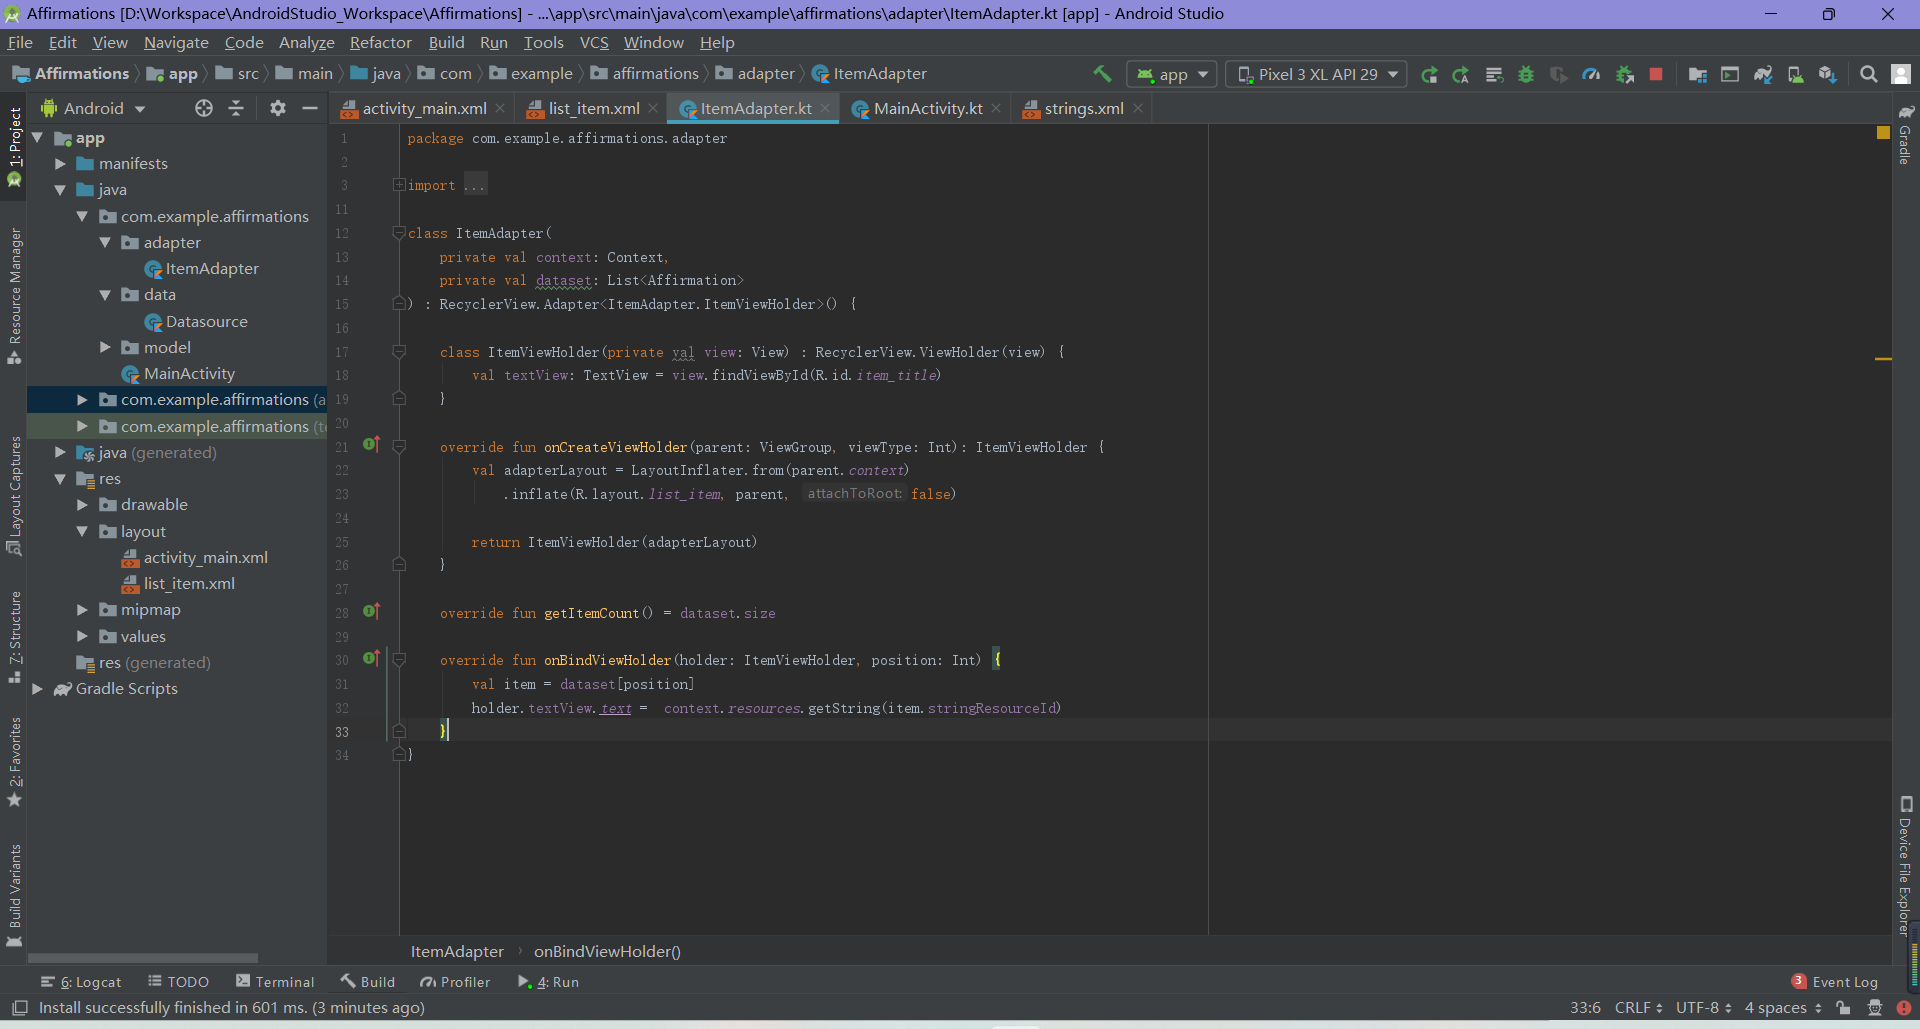 Affirmations [D:\Workspace\AndroidStudio_Workspace\Affirmations] - ...\app\src\main\java\com\example\affirmations\adapter\ItemAdapter.kt [app] - Android Studio
File Edit View Navigate Code Analyze Refactor Build Run Tools VCS Window Help
Affirmations app src main java com example affirmations adapter ItemAdapter app Pixel 3 XL API 29
Android
activity_main.xml list_item.xml ItemAdapter.kt MainActivity.kt strings.xml
1: Project
Resource Manager
Layout Captures
7: Structure
2: Favorites
Build Variants
app
manifests
java
com.example.affirmations
adapter
ItemAdapter
data
Datasource
model
MainActivity
com.example.affirmations (a
com.example.affirmations (te
java (generated)
res
drawable
layout
activity_main.xml
list_item.xml
mipmap
values
res (generated)
Gradle Scripts
1 package com.example.affirmations.adapter
2
3 import ...
11
12 class ItemAdapter(
13 private val context: Context,
14 private val dataset: List<Affirmation>
15 ) : RecyclerView.Adapter<ItemAdapter.ItemViewHolder>() {
16
17 class ItemViewHolder(private val view: View) : RecyclerView.ViewHolder(view) {
18 val textView: TextView = view.findViewById(R.id.item_title)
19 }
20
21 override fun onCreateViewHolder(parent: ViewGroup, viewType: Int): ItemViewHolder {
22 val adapterLayout = LayoutInflater.from(parent.context)
23 .inflate(R.layout.list_item, parent, attachToRoot: false)
24
25 return ItemViewHolder(adapterLayout)
26 }
27
28 override fun getItemCount() = dataset.size
29
30 override fun onBindViewHolder(holder: ItemViewHolder, position: Int) {
31 val item = dataset[position]
32 holder.textView.text = context.resources.getString(item.stringResourceId)
33 }
34 }
Gradle
Device File Explorer
ItemAdapter onBindViewHolder()
6: Logcat TODO Terminal Build Profiler 4: Run 3 Event Log
Install successfully finished in 601 ms. (3 minutes ago) 33:6 CRLF UTF-8 4 spaces